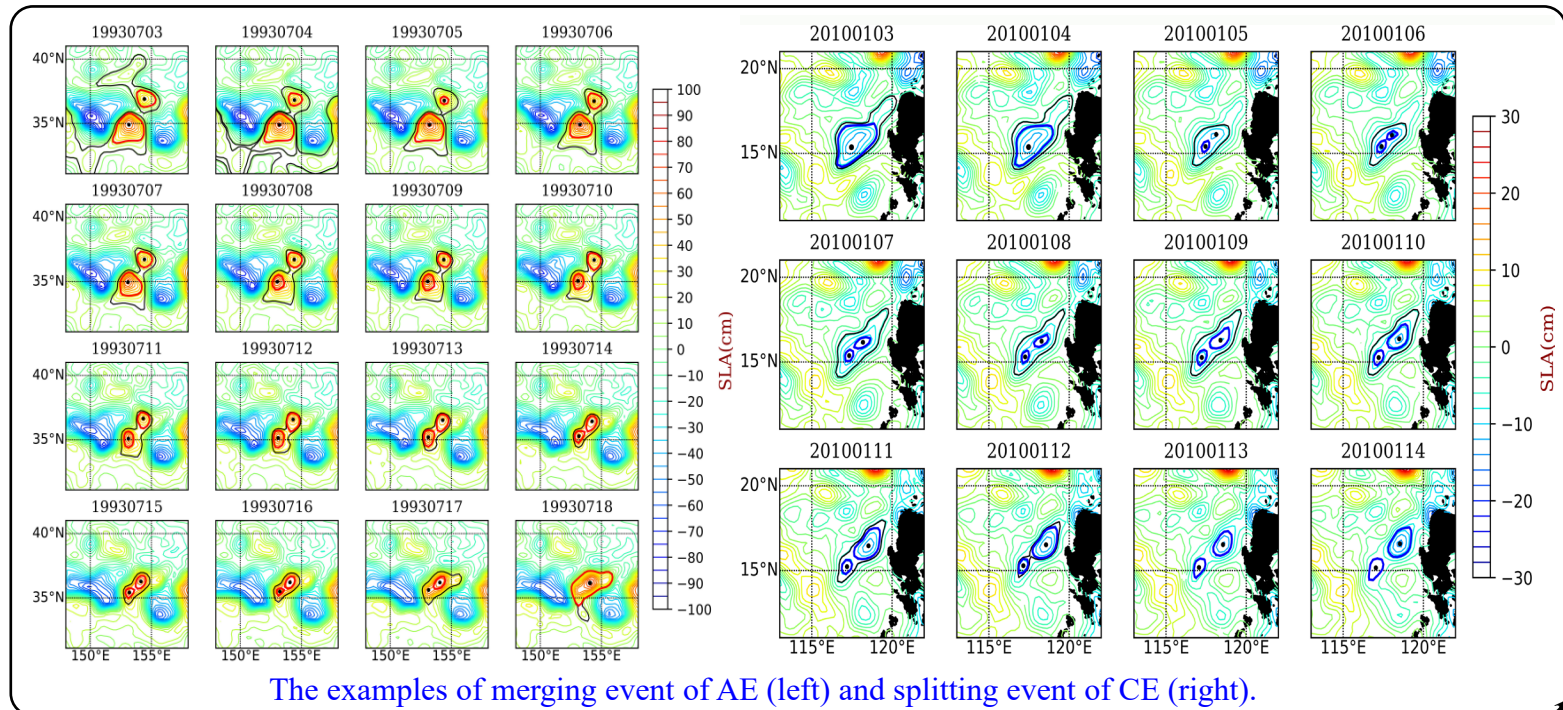 19930703 19930704 19930705 19930706
40°N
35°N
19930707 19930708 19930709 19930710
40°N
35°N
19930711 19930712 19930713 19930714
40°N
35°N
19930715 19930716 19930717 19930718
40°N
35°N
150°E 155°E 150°E 155°E 150°E 155°E 150°E 155°E
100
90
80
70
60
50
40
30
20
10
0
−10
−20
−30
−40
−50
−60
−70
−80
−90
−100
SLA(cm)
20100103 20100104 20100105 20100106
20°N
15°N
20100107 20100108 20100109 20100110
20°N
15°N
20100111 20100112 20100113 20100114
20°N
15°N
115°E 120°E 115°E 120°E 115°E 120°E 115°E 120°E
30
20
10
0
−10
−20
−30
SLA(cm)
The examples of merging event of AE (left) and splitting event of CE (right).